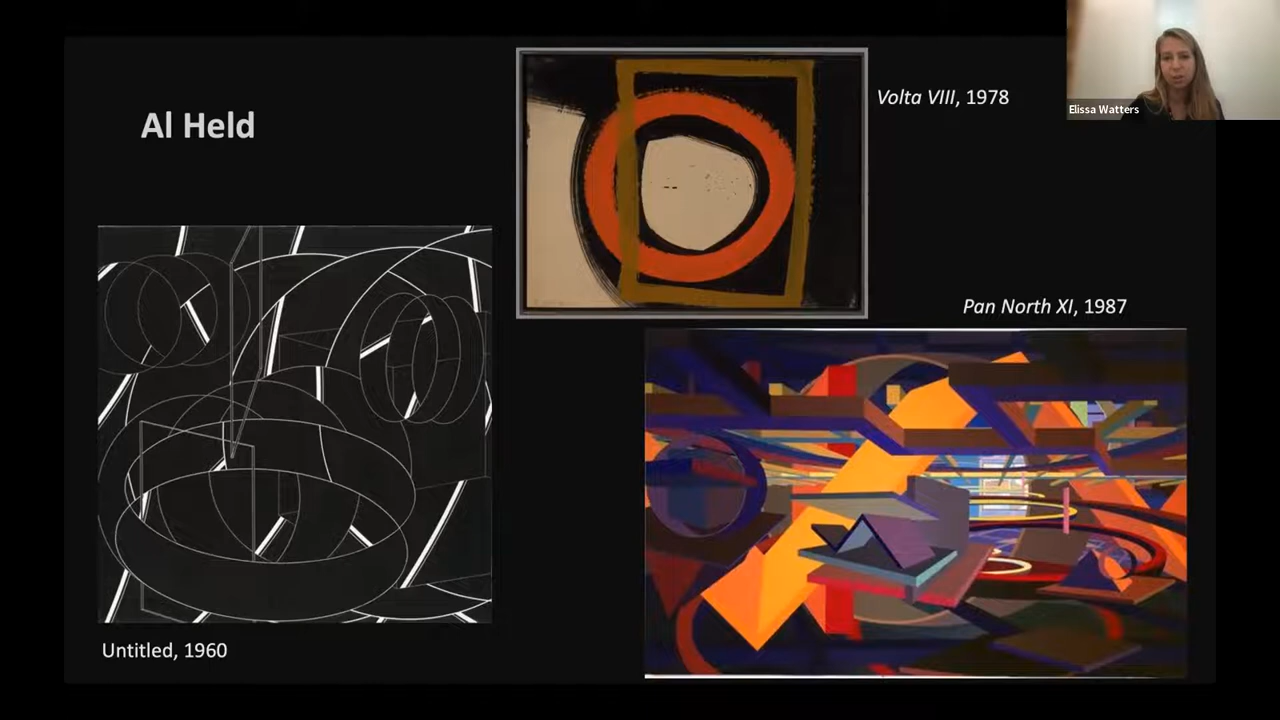 Al Held
Volta VIII, 1978
Elissa Watters
Pan North XI, 1987
Untitled, 1960